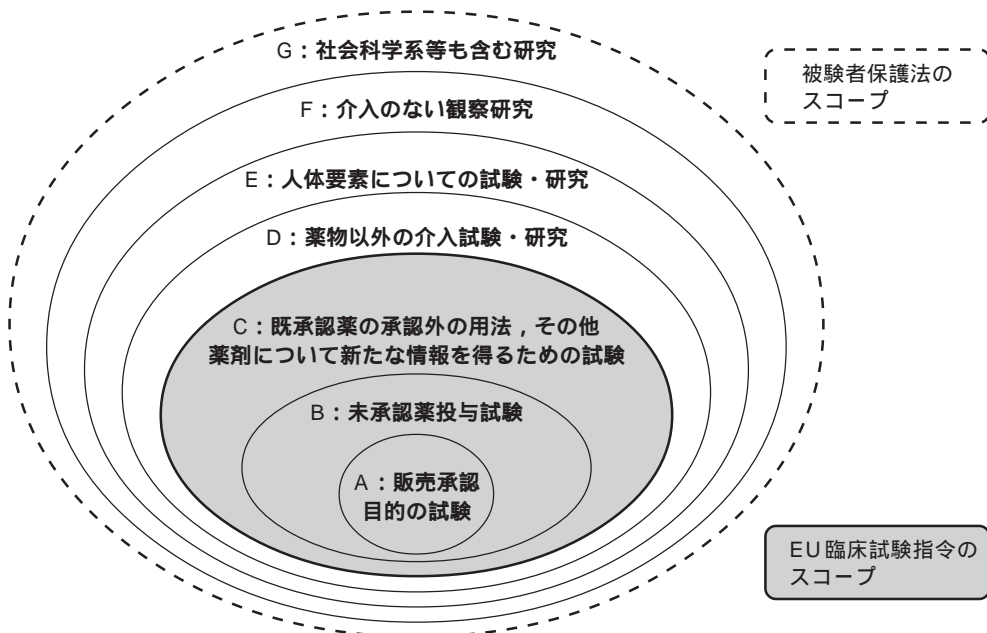 G：社会科学系等も含む研究
F：介入のない観察研究
E：人体要素についての試験・研究
D：薬物以外の介入試験・研究
C：既承認薬の承認外の用法，その他
薬剤について新たな情報を得るための試験
B：未承認薬投与試験
A：販売承認
目的の試験
被験者保護法の
スコープ
EU臨床試験指令の
スコープ